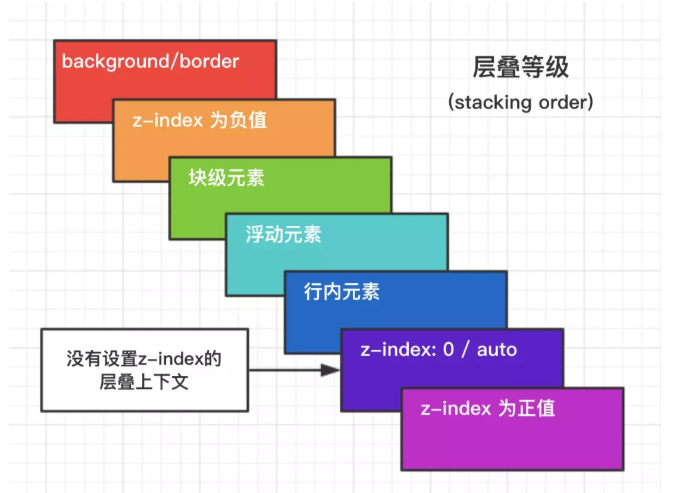 层叠等级
(stacking order)
background/border
z-index 为负值
块级元素
浮动元素
行内元素
没有设置z-index的
层叠上下文
z-index: 0 / auto
z-index 为正值